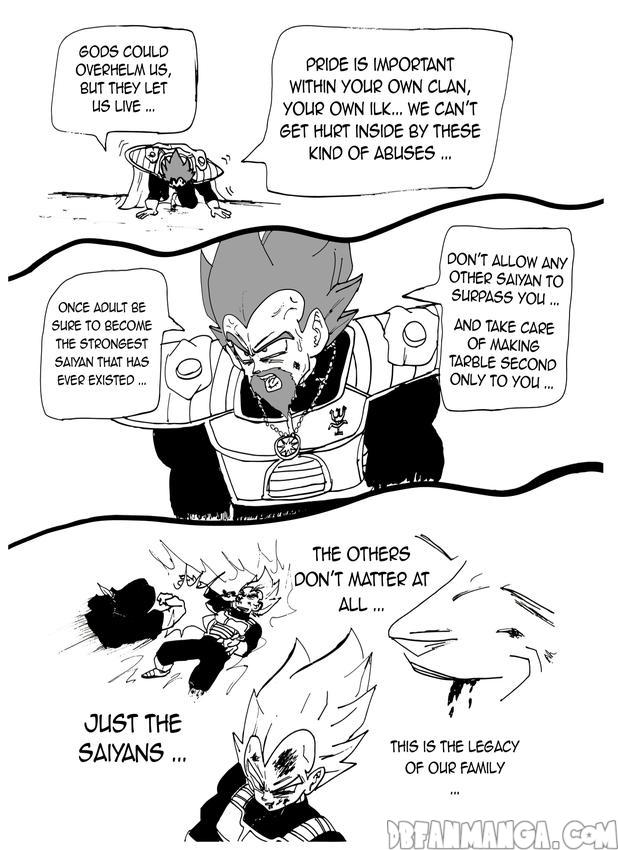 GODS COULD
OVERHELM US,
BUT THEY LET
US LIVE ...
PRIDE IS IMPORTANT
WITHIN YOUR OWN CLAN,
YOUR OWN ILK... WE CAN'T
GET HURT INSIDE BY THESE
KIND OF ABUSES ...
ONCE ADULT BE
SURE TO BECOME
THE STRONGEST
SAIYAN THAT HAS
EVER EXISTED ...
DON'T ALLOW ANY
OTHER SAIYAN TO
SURPASS YOU ...
AND TAKE CARE
OF MAKING
TARBLE SECOND
ONLY TO YOU ...
THE OTHERS
DON'T MATTER AT
ALL ...
JUST THE
SAIYANS ...
THIS IS THE LEGACY
OF OUR FAMILY
...
DBFANMANGA.COM